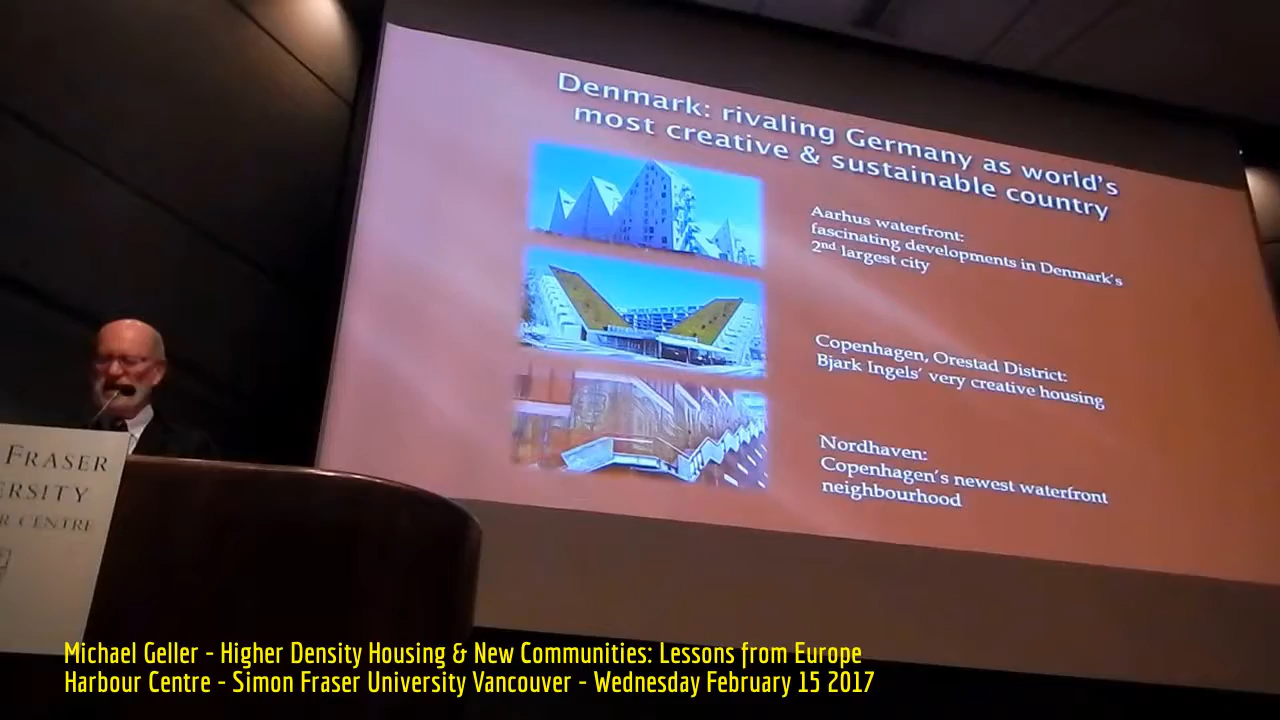 Denmark: rivaling Germany as world's
most creative & sustainable country
Aarhus waterfront:
fascinating developments in Denmark's
2nd largest city
Copenhagen, Orestad District:
Bjark Ingels' very creative housing
Nordhaven:
Copenhagen's newest waterfront
neighbourhood
FRASER
ERSITY
R CENTRE
Michael Geller - Higher Density Housing & New Communities: Lessons from Europe
Harbour Centre - Simon Fraser University Vancouver - Wednesday February 15 2017